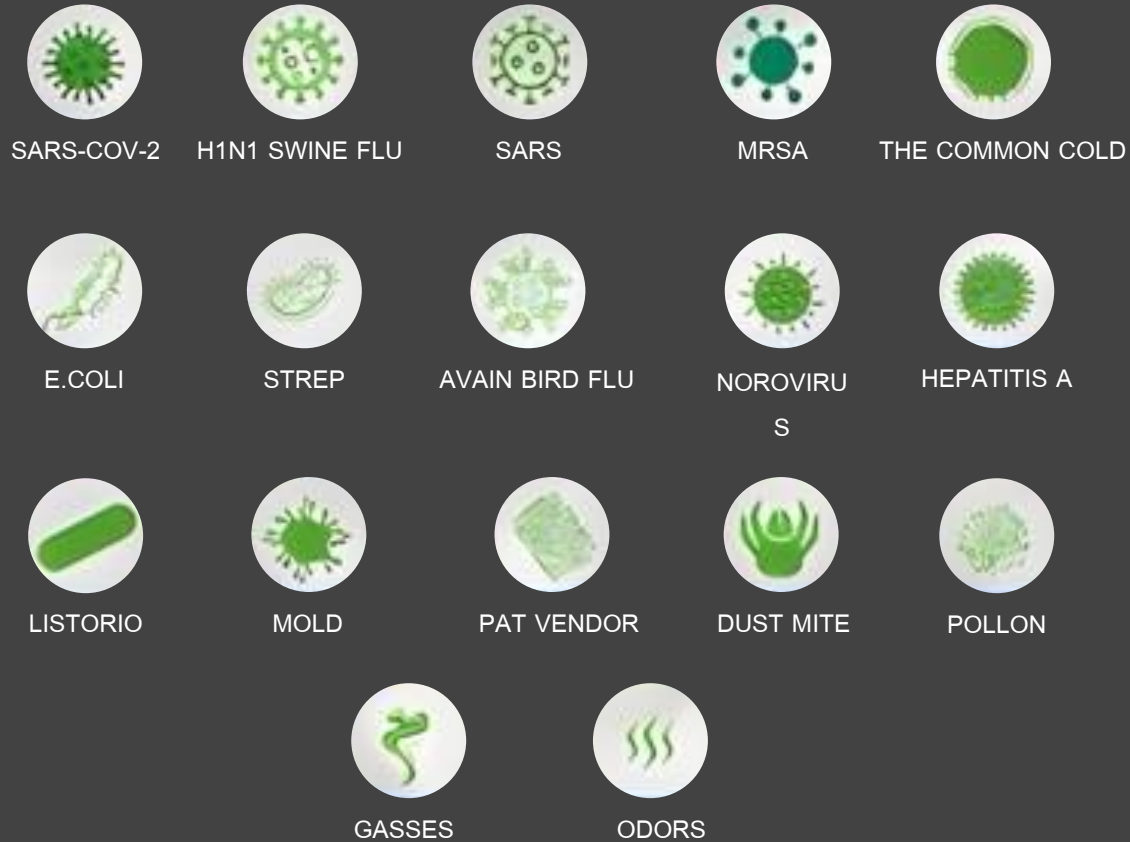 SARS-COV-2
H1N1 SWINE FLU
SARS
MRSA
THE COMMON COLD
E.COLI
STREP
AVAIN BIRD FLU
NOROVIRU
S
HEPATITIS A
LISTORIO
MOLD
PAT VENDOR
DUST MITE
POLLON
GASSES
ODORS